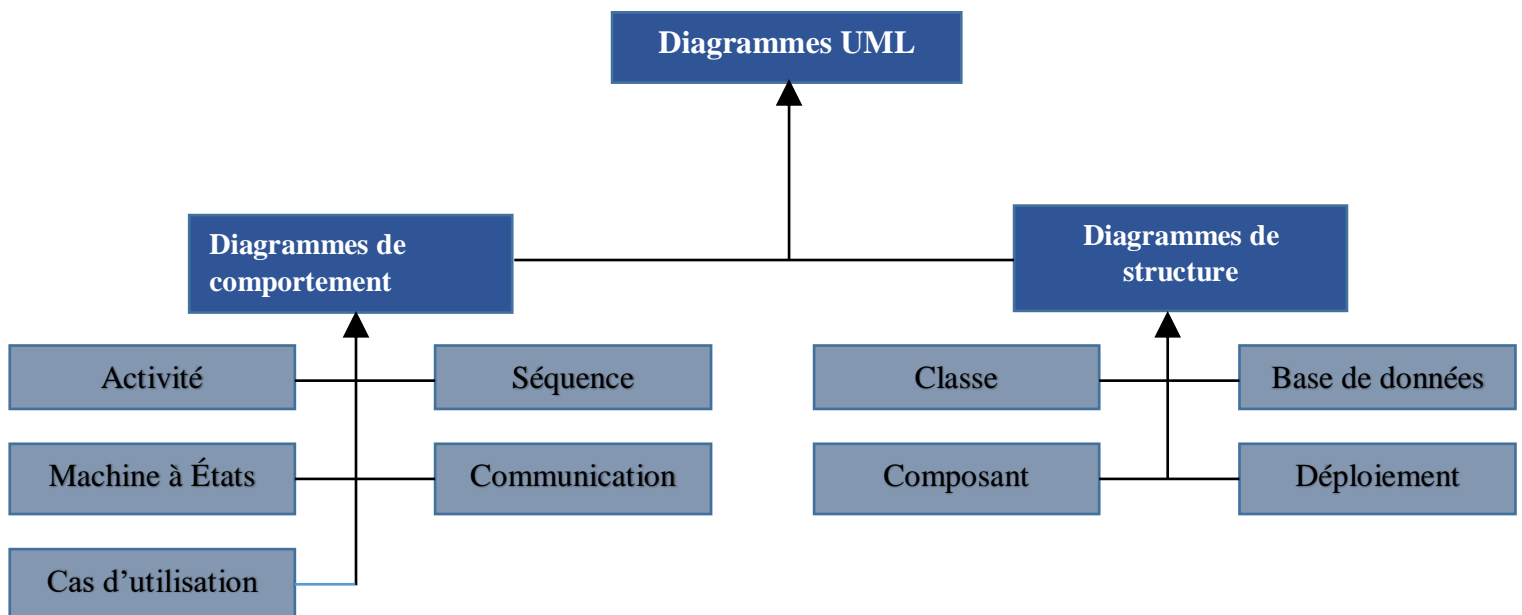 Diagrammes UML
Diagrammes de
comportement
Diagrammes de
structure
Activité
Séquence
Classe
Base de données
Machine à États
Communication
Composant
Déploiement
Cas d’utilisation